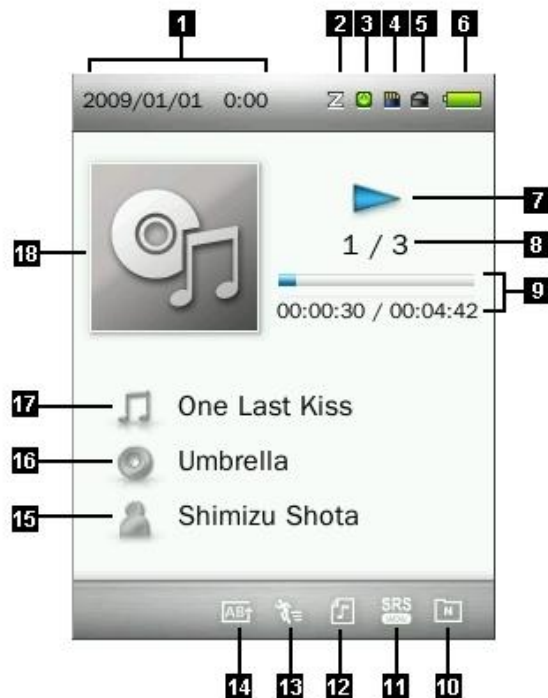 1 2 3 4 5 6
2009/01/01 0:00 Z
7
1 / 3 8
18
9
00:00:30 / 00:04:42
17 One Last Kiss
16 Umbrella
15 Shimizu Shota
AB SRS WOW N
14 13 12 11 10